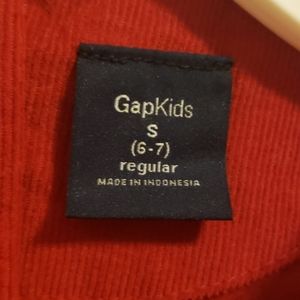 GapKids
S
(6-7)
regular
MADE IN INDONESIA